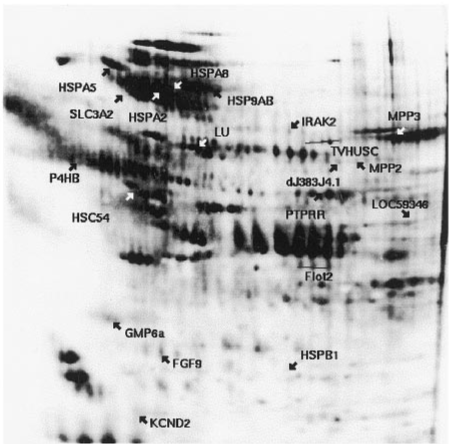 HSPA8
HSPA5
HSP9AB
SLC3A2
HSPA2
IRAK2
MPP3
LU
TVHUSC
MPP2
P4HB
dJ383J4.1
LOC59346
HSC54
PTPRR
Flot2
GMP6a
FGF9
HSPB1
KCND2